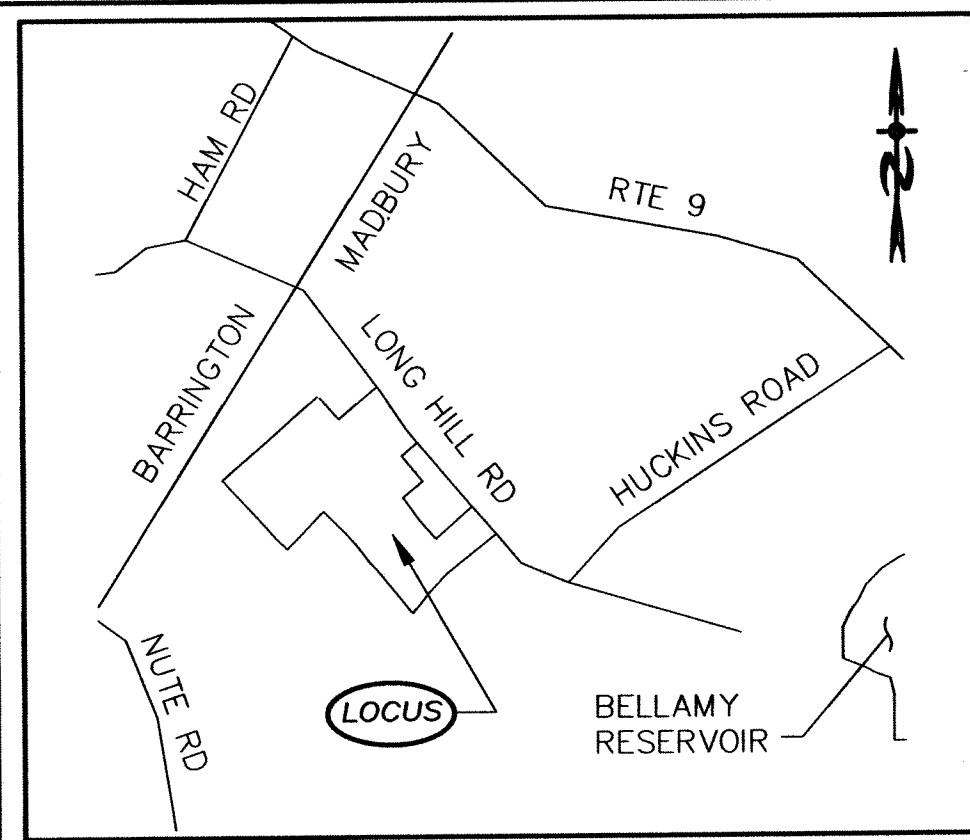 HAM RD
MADBURY
RTE 9
N
BARRINGTON
LONG HILL RD
HUCKINS ROAD
NUTE RD
LOCUS
BELLAMY
RESERVOIR